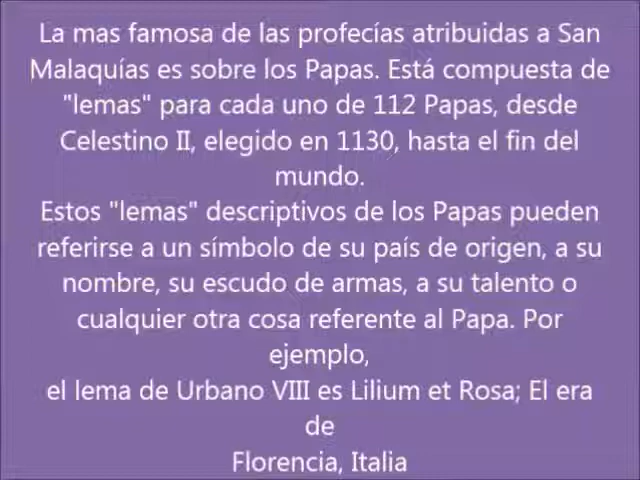 La mas famosa de las profecías atribuidas a San
Malaquías es sobre los Papas. Está compuesta de
"lemas" para cada uno de 112 Papas, desde
Celestino II, elegido en 1130, hasta el fin del
mundo.
Estos "lemas" descriptivos de los Papas pueden
referirse a un símbolo de su país de origen, a su
nombre, su escudo de armas, a su talento o
cualquier otra cosa referente al Papa. Por
ejemplo,
el lema de Urbano VIII es Lilium et Rosa; El era
de
Florencia, Italia